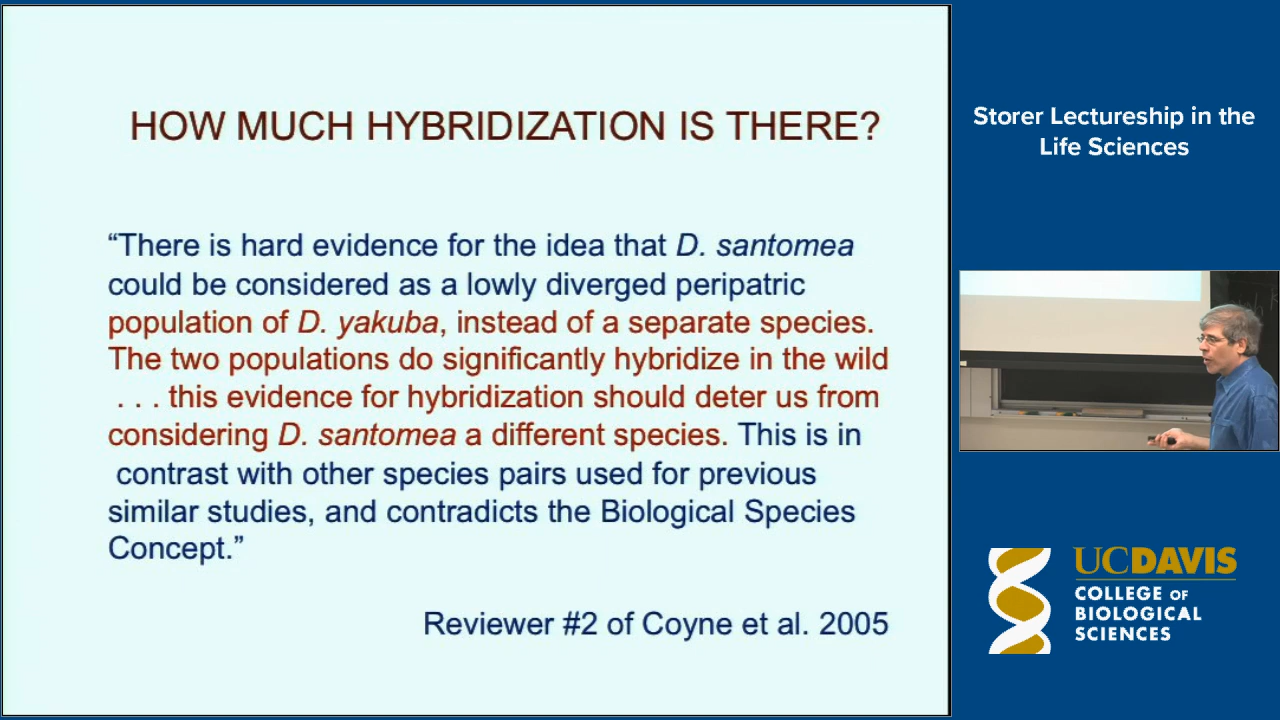 HOW MUCH HYBRIDIZATION IS THERE?
“There is hard evidence for the idea that D. santomea
could be considered as a lowly diverged peripatric
population of D. yakuba, instead of a separate species.
The two populations do significantly hybridize in the wild
. . . this evidence for hybridization should deter us from
considering D. santomea a different species. This is in
contrast with other species pairs used for previous
similar studies, and contradicts the Biological Species
Concept.”
Reviewer #2 of Coyne et al. 2005
Storer Lectureship in the
Life Sciences
UCDAVIS
COLLEGE OF
BIOLOGICAL
SCIENCES